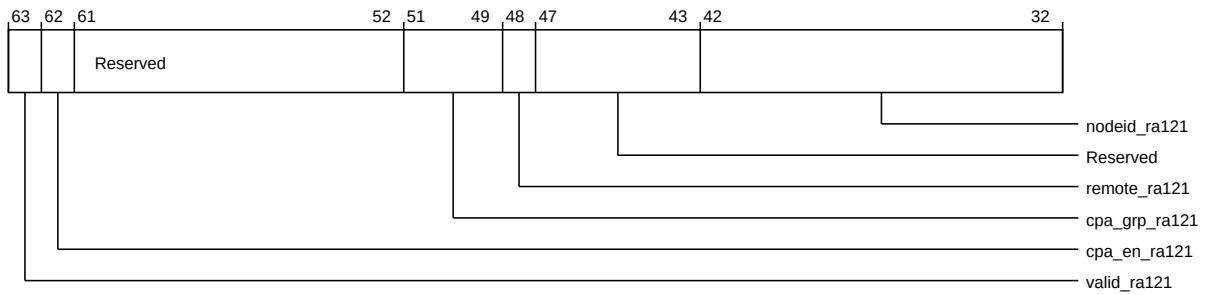 63 62 61 52 51 49 48 47 43 42 32
Reserved
nodeid_ra121
Reserved
remote_ra121
cpa_grp_ra121
cpa_en_ra121
valid_ra121